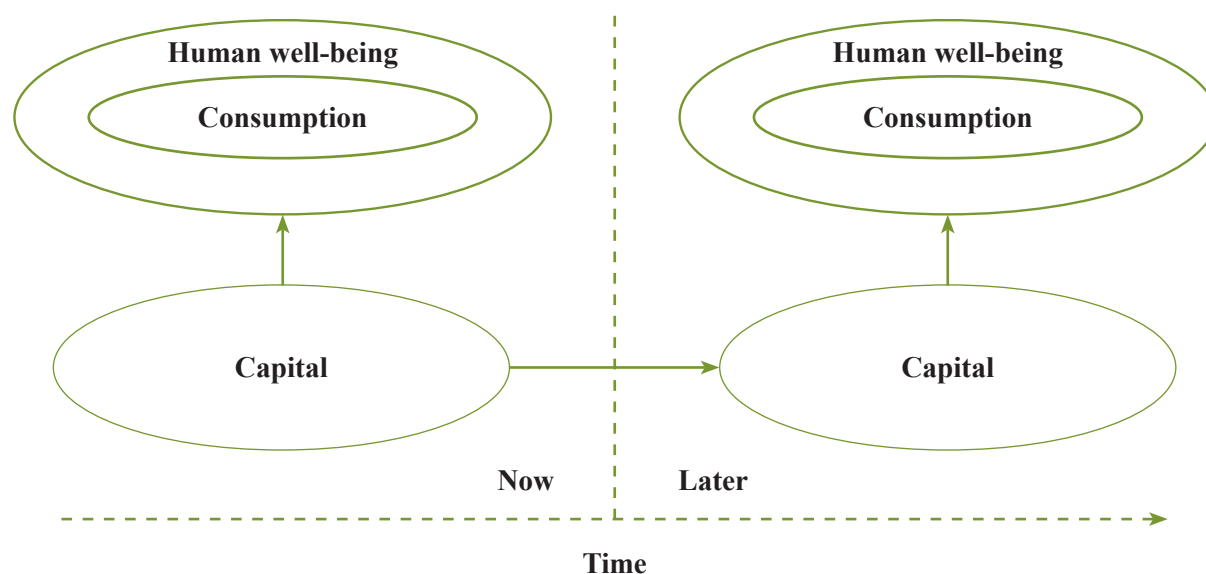 Human well-being
Consumption
Human well-being
Consumption
Capital
Capital
Now
Later
Time